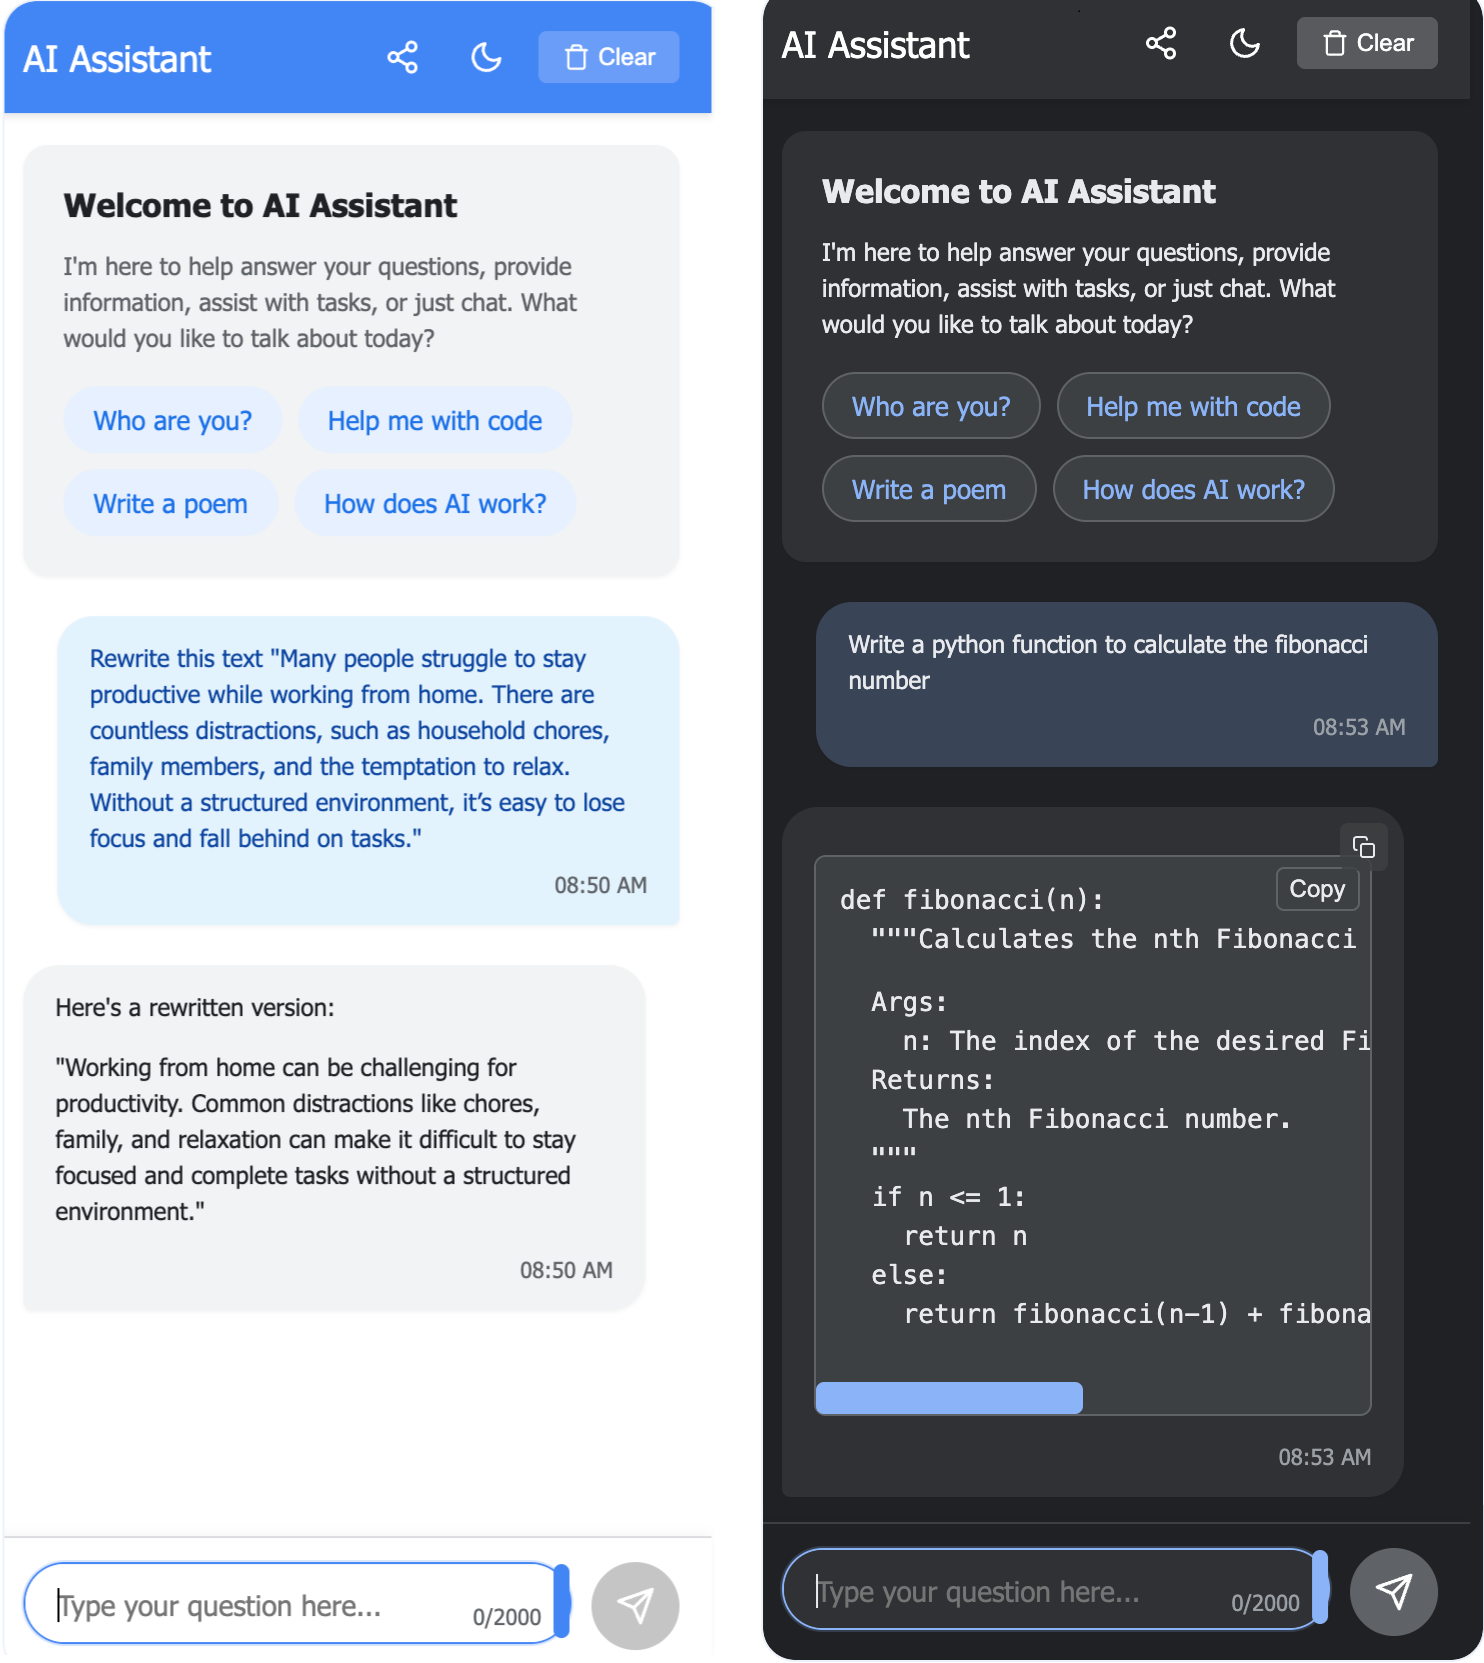 AI Assistant
Clear
Welcome to AI Assistant
I'm here to help answer your questions, provide
information, assist with tasks, or just chat. What
would you like to talk about today?
Who are you?
Help me with code
Write a poem
How does AI work?
Rewrite this text "Many people struggle to stay
productive while working from home. There are
countless distractions, such as household chores,
family members, and the temptation to relax.
Without a structured environment, it’s easy to lose
focus and fall behind on tasks."
08:50 AM
Here's a rewritten version:
"Working from home can be challenging for
productivity. Common distractions like chores,
family, and relaxation can make it difficult to stay
focused and complete tasks without a structured
environment."
08:50 AM
Type your question here...
0/2000
AI Assistant
Clear
Welcome to AI Assistant
I'm here to help answer your questions, provide
information, assist with tasks, or just chat. What
would you like to talk about today?
Who are you?
Help me with code
Write a poem
How does AI work?
Write a python function to calculate the fibonacci
number
08:53 AM
Copy
def fibonacci(n):
  """Calculates the nth Fibonacci
  Args:
    n: The index of the desired Fi
  Returns:
    The nth Fibonacci number.
  """
  if n <= 1:
    return n
  else:
    return fibonacci(n-1) + fibona
08:53 AM
Type your question here...
0/2000